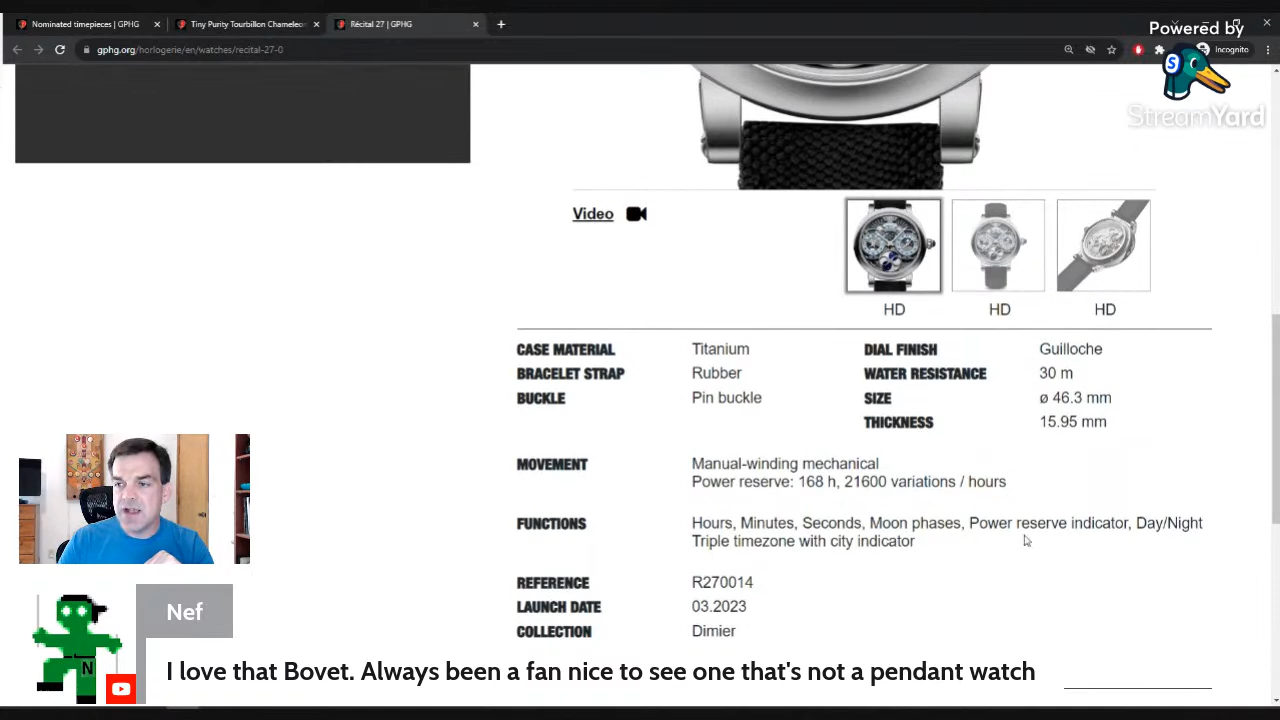 Nominated timepieces | GPHG
Tiny Purity Tourbillon Chameleon
Récital 27 | GPHG
Powered by
gphg.org/horlogerie/en/watches/recital-27-0
Incognito
S
StreamYard
Video
HD
HD
HD
CASE MATERIAL Titanium DIAL FINISH Guilloche
BRACELET STRAP Rubber WATER RESISTANCE 30 m
BUCKLE Pin buckle SIZE ø 46.3 mm
THICKNESS 15.95 mm
MOVEMENT Manual-winding mechanical
Power reserve: 168 h, 21600 variations / hours
FUNCTIONS Hours, Minutes, Seconds, Moon phases, Power reserve indicator, Day/Night
Triple timezone with city indicator
REFERENCE R270014
LAUNCH DATE 03.2023
COLLECTION Dimier
Nef
N
I love that Bovet. Always been a fan nice to see one that's not a pendant watch